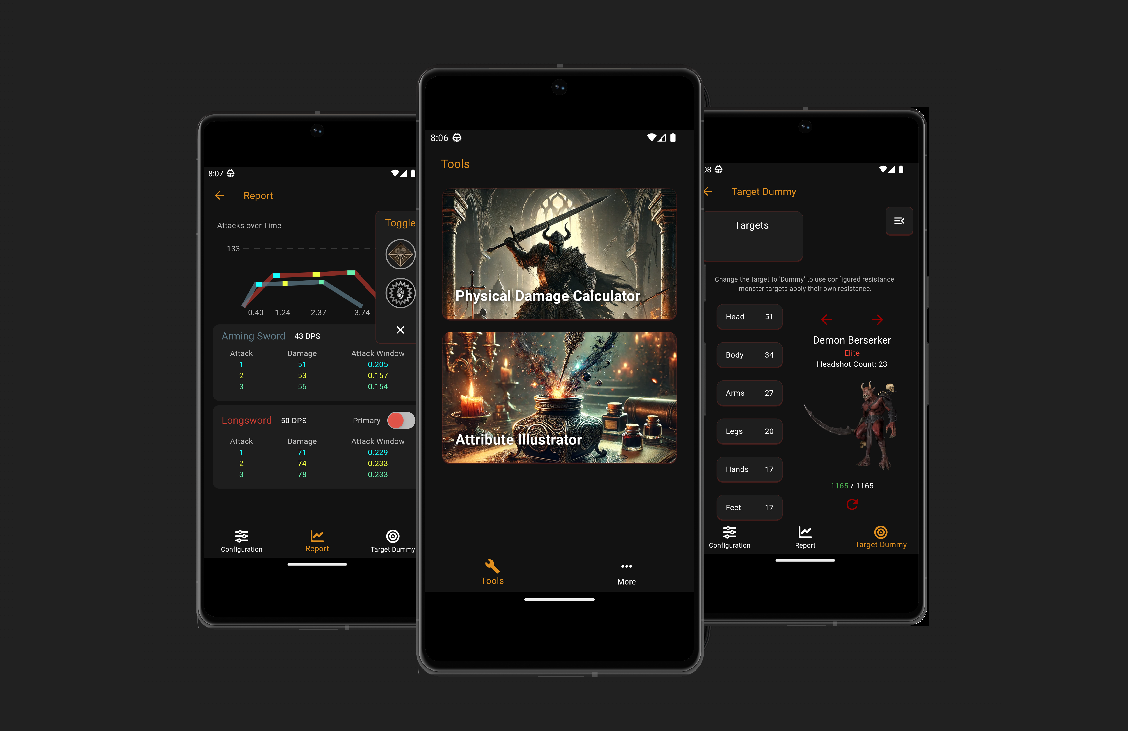 8:07
Report
Attacks over Time
133
0.40 1.24 2.37 3.74
Toggle
Arming Sword 43 DPS
Attack Damage Attack Window
1 51 0.205
2 53 0.157
3 55 0.154
Longsword 50 DPS Primary
Attack Damage Attack Window
1 71 0.229
2 74 0.233
3 78 0.233
Configuration Report Target Dummy
8:06
Tools
Physical Damage Calculator
Attribute Illustrator
Tools More
08
Target Dummy
Targets
Change the target to 'Dummy' to use configured resistance
monster targets apply their own resistance.
Head 51
Body 34
Arms 27
Legs 20
Hands 17
Feet 17
Demon Berserker
Elite
Headshot Count: 23
1165 / 1165
Configuration Report Target Dummy